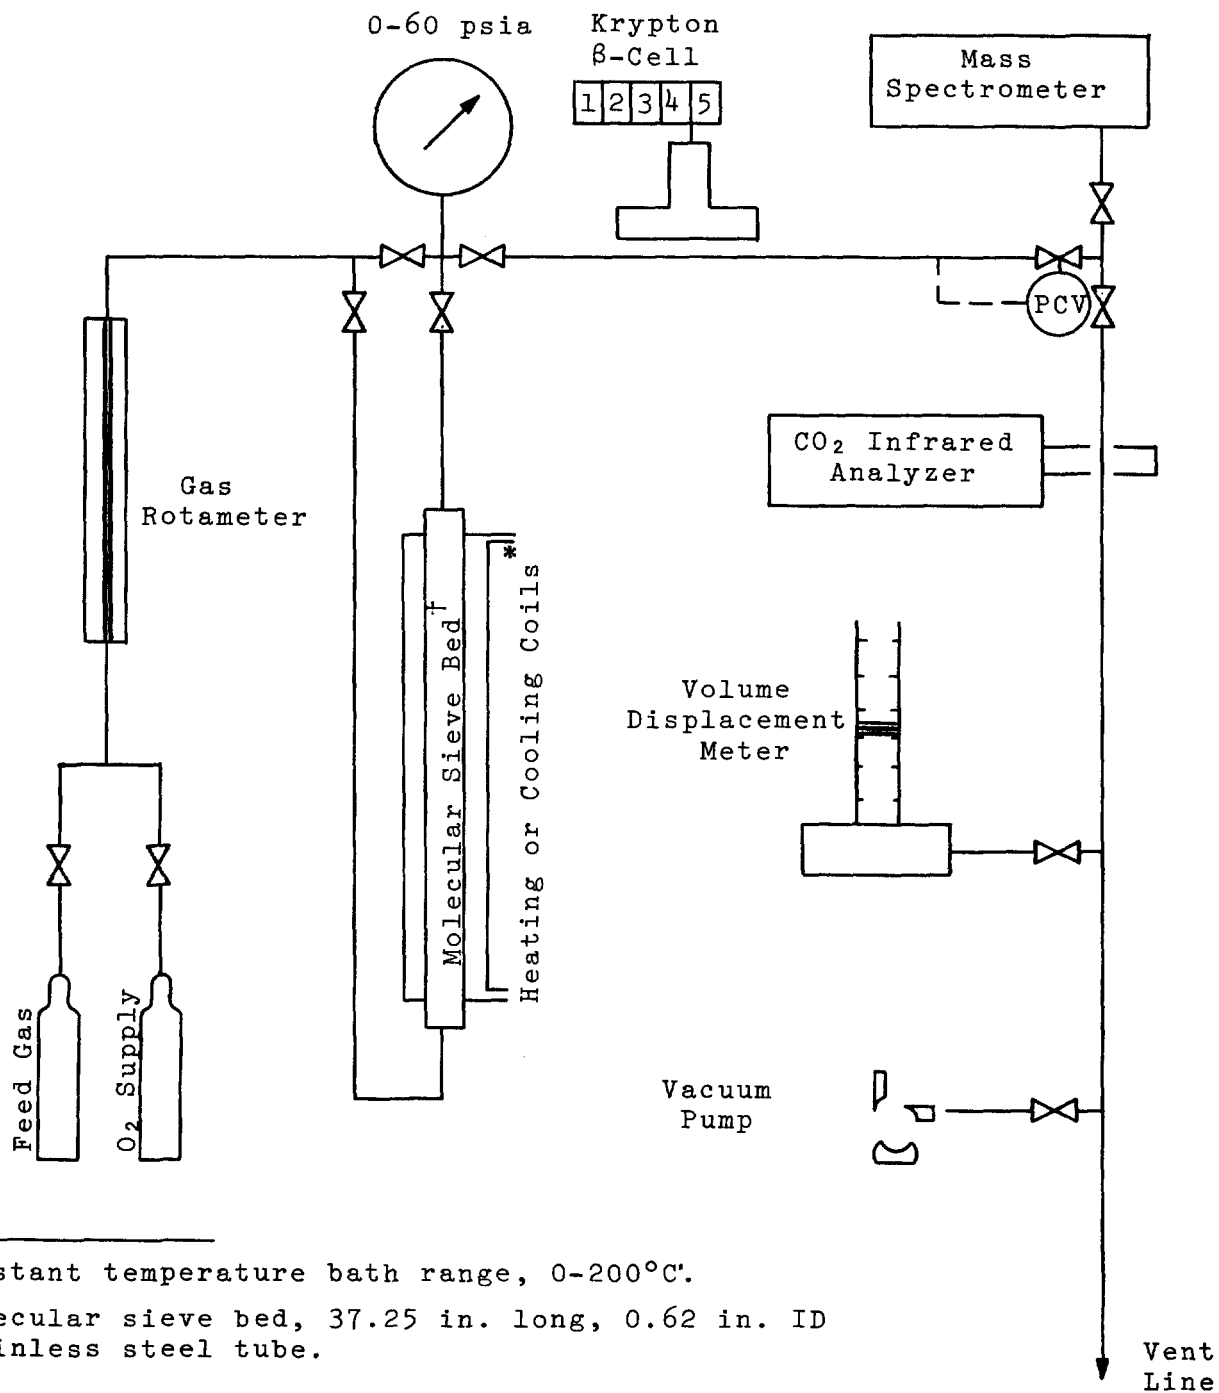 0-60 psia
Krypton
β-Cell
1 2 3 4 5
Mass
Spectrometer
PCV
CO₂ Infrared
Analyzer
Gas
Rotameter
*
Molecular Sieve Bed†
Heating or Cooling Coils
Volume
Displacement
Meter
Feed Gas
O₂ Supply
Vacuum
Pump
stant temperature bath range, 0-200°C.
ecular sieve bed, 37.25 in. long, 0.62 in. ID
inless steel tube.
Vent
Line